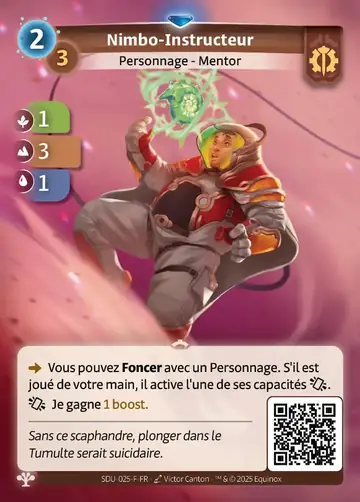 2
Nimbo-Instructeur
3
Personnage - Mentor
1
3
1
Vous pouvez Foncer avec un Personnage. S'il est
joué de votre main, il active l'une de ses capacités
Je gagne 1 boost.
Sans ce scaphandre, plonger dans le
Tumulte serait suicidaire.
SDU-025-F-FR • Victor Canton • ™ & © 2025 Equinox